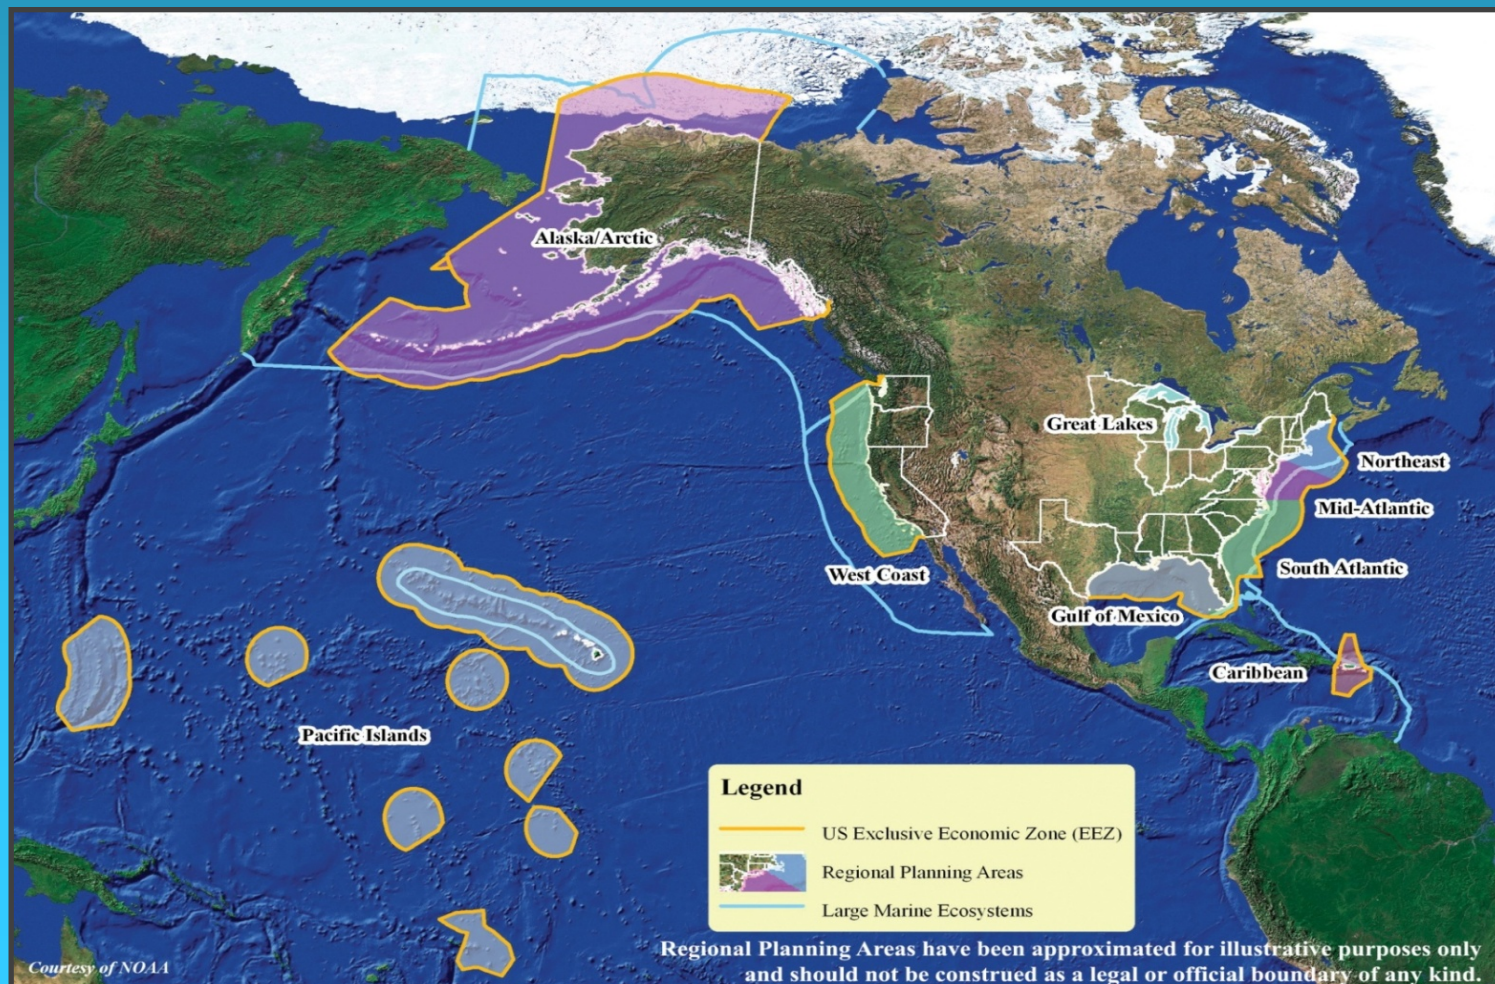 Alaska/Arctic
Great Lakes
Northeast
Mid-Atlantic
South Atlantic
West Coast
Gulf of Mexico
Caribbean
Pacific Islands
Legend
US Exclusive Economic Zone (EEZ)
Regional Planning Areas
Large Marine Ecosystems
Regional Planning Areas have been approximated for illustrative purposes only
and should not be construed as a legal or official boundary of any kind.
Courtesy of NOAA